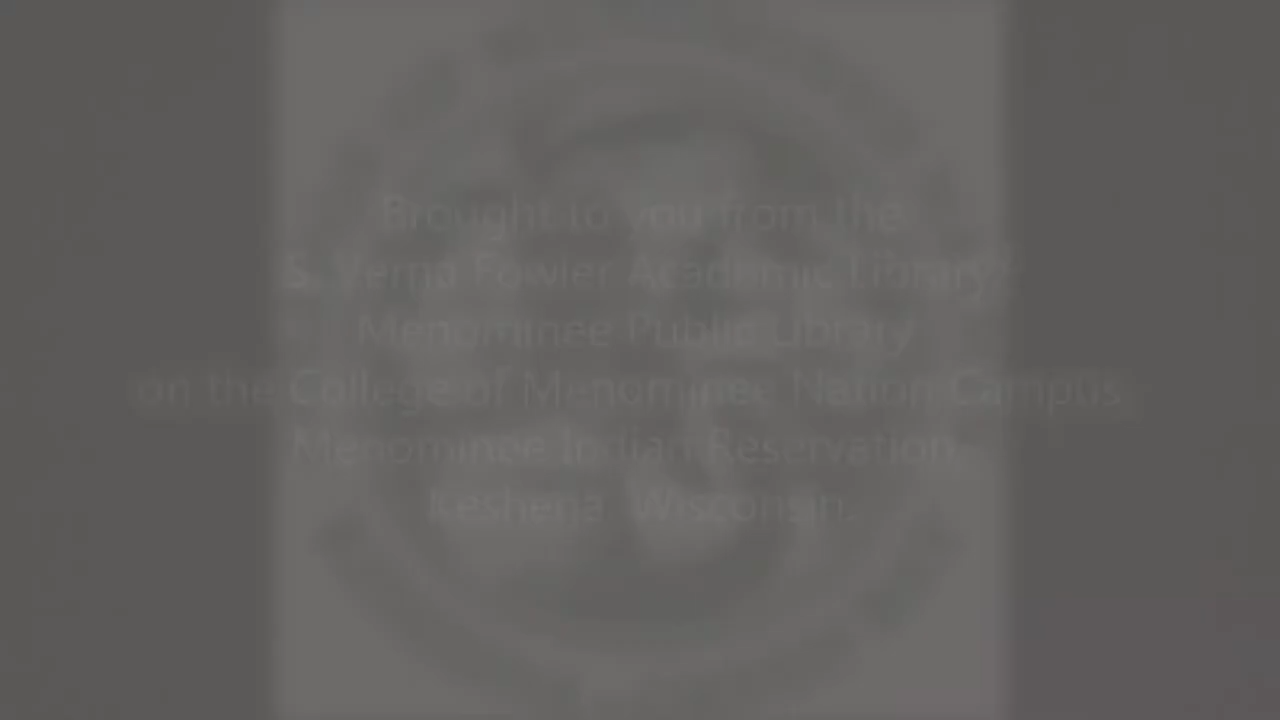 Brought to you from the
S. Verna Fowler Academic Library/
Menominee Public Library
on the College of Menominee Nation Campus
Menominee Indian Reservation
Keshena, Wisconsin.